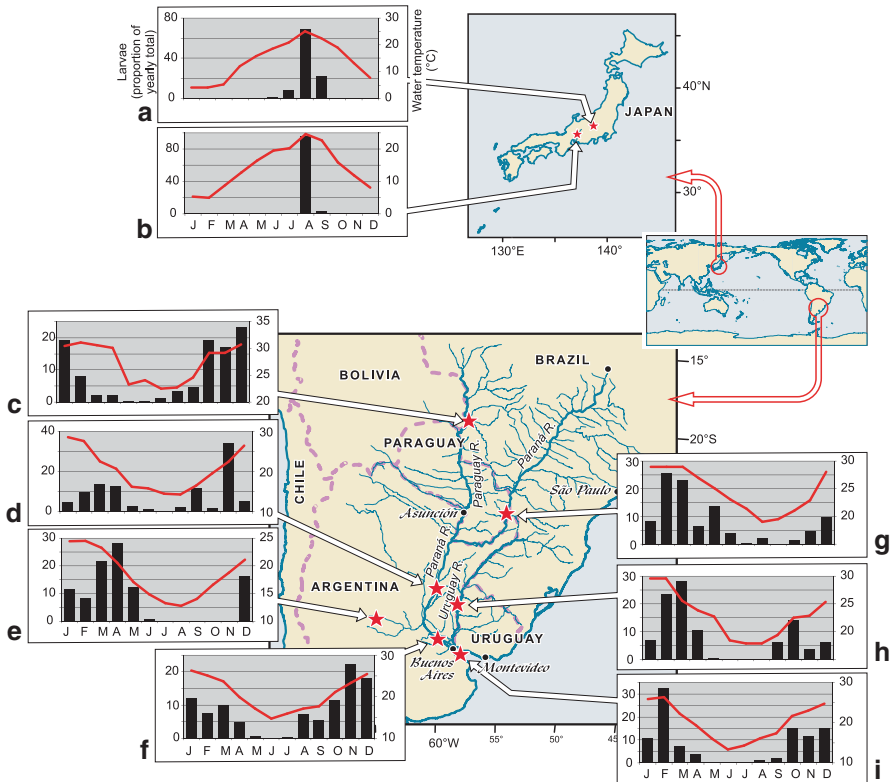 Larvae
(proportion of
yearly total)
80
40
0
30
20
10
0
Water temperature
(°C)
a
80
40
0
20
10
0
J F M A M J J A S O N D
b
JAPAN
40°N
30°
130°E
140°
20
10
0
35
30
25
20
c
40
20
0
30
20
10
d
30
20
10
0
25
20
15
10
J F M A M J J A S O N D
e
20
10
0
30
20
10
J F M A M J J A S O N D
f
BOLIVIA
BRAZIL
PARAGUAY
CHILE
ARGENTINA
URUGUAY
Paraguay R.
Paraná R.
Paraná R.
Uruguay R.
Asunción
São Paulo
Buenos
Aires
Montevideo
15°
20°S
60°W
55°
50°
45
30
20
10
0
30
25
20
g
30
20
10
0
30
25
20
h
30
20
10
0
30
20
10
J F M A M J J A S O N D
i